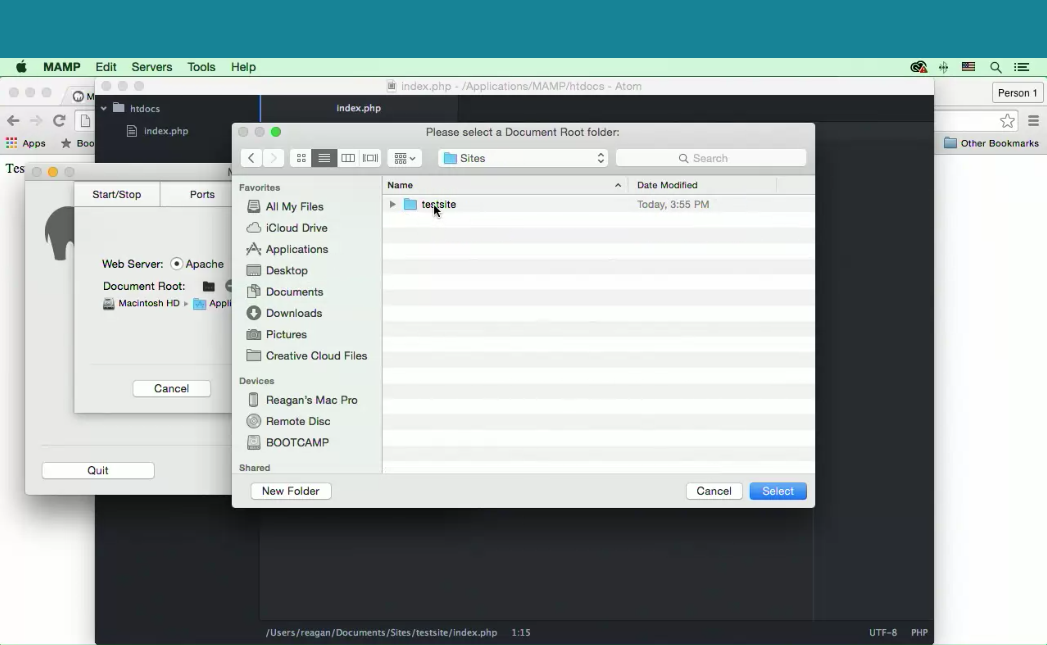 MAMP Edit Servers Tools Help
index.php - /Applications/MAMP/htdocs - Atom
Person 1
htdocs
index.php
index.php
Apps
Other Bookmarks
Please select a Document Root folder:
Sites
Search
Start/Stop
Ports
Web Server: Apache
Document Root:
Macintosh HD
Cancel
Quit
Favorites
All My Files
iCloud Drive
Applications
Desktop
Documents
Downloads
Pictures
Creative Cloud Files
Devices
Reagan's Mac Pro
Remote Disc
BOOTCAMP
Shared
Name Date Modified
testsite Today, 3:55 PM
New Folder Cancel Select
/Users/reagan/Documents/Sites/testsite/index.php 1:15 UTF-8 PHP